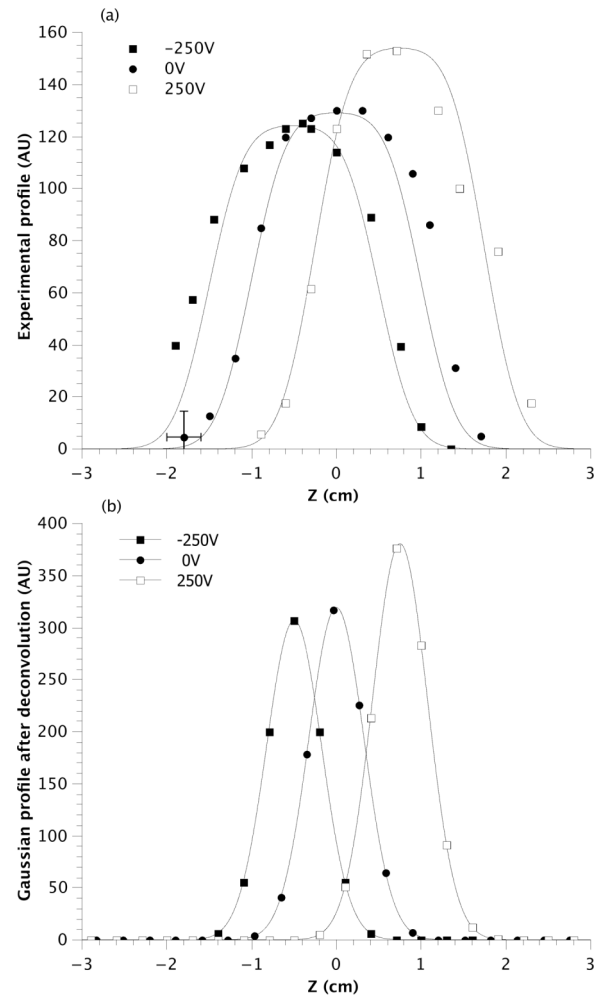 (a)
160
140
120
100
80
60
40
20
0
Experimental profile (AU)
−250V
0V
250V
−3 −2 −1 0 1 2 3
Z (cm)
(b)
400
350
300
250
200
150
100
50
0
Gaussian profile after deconvolution (AU)
-250V
0V
250V
−3 −2 −1 0 1 2 3
Z (cm)